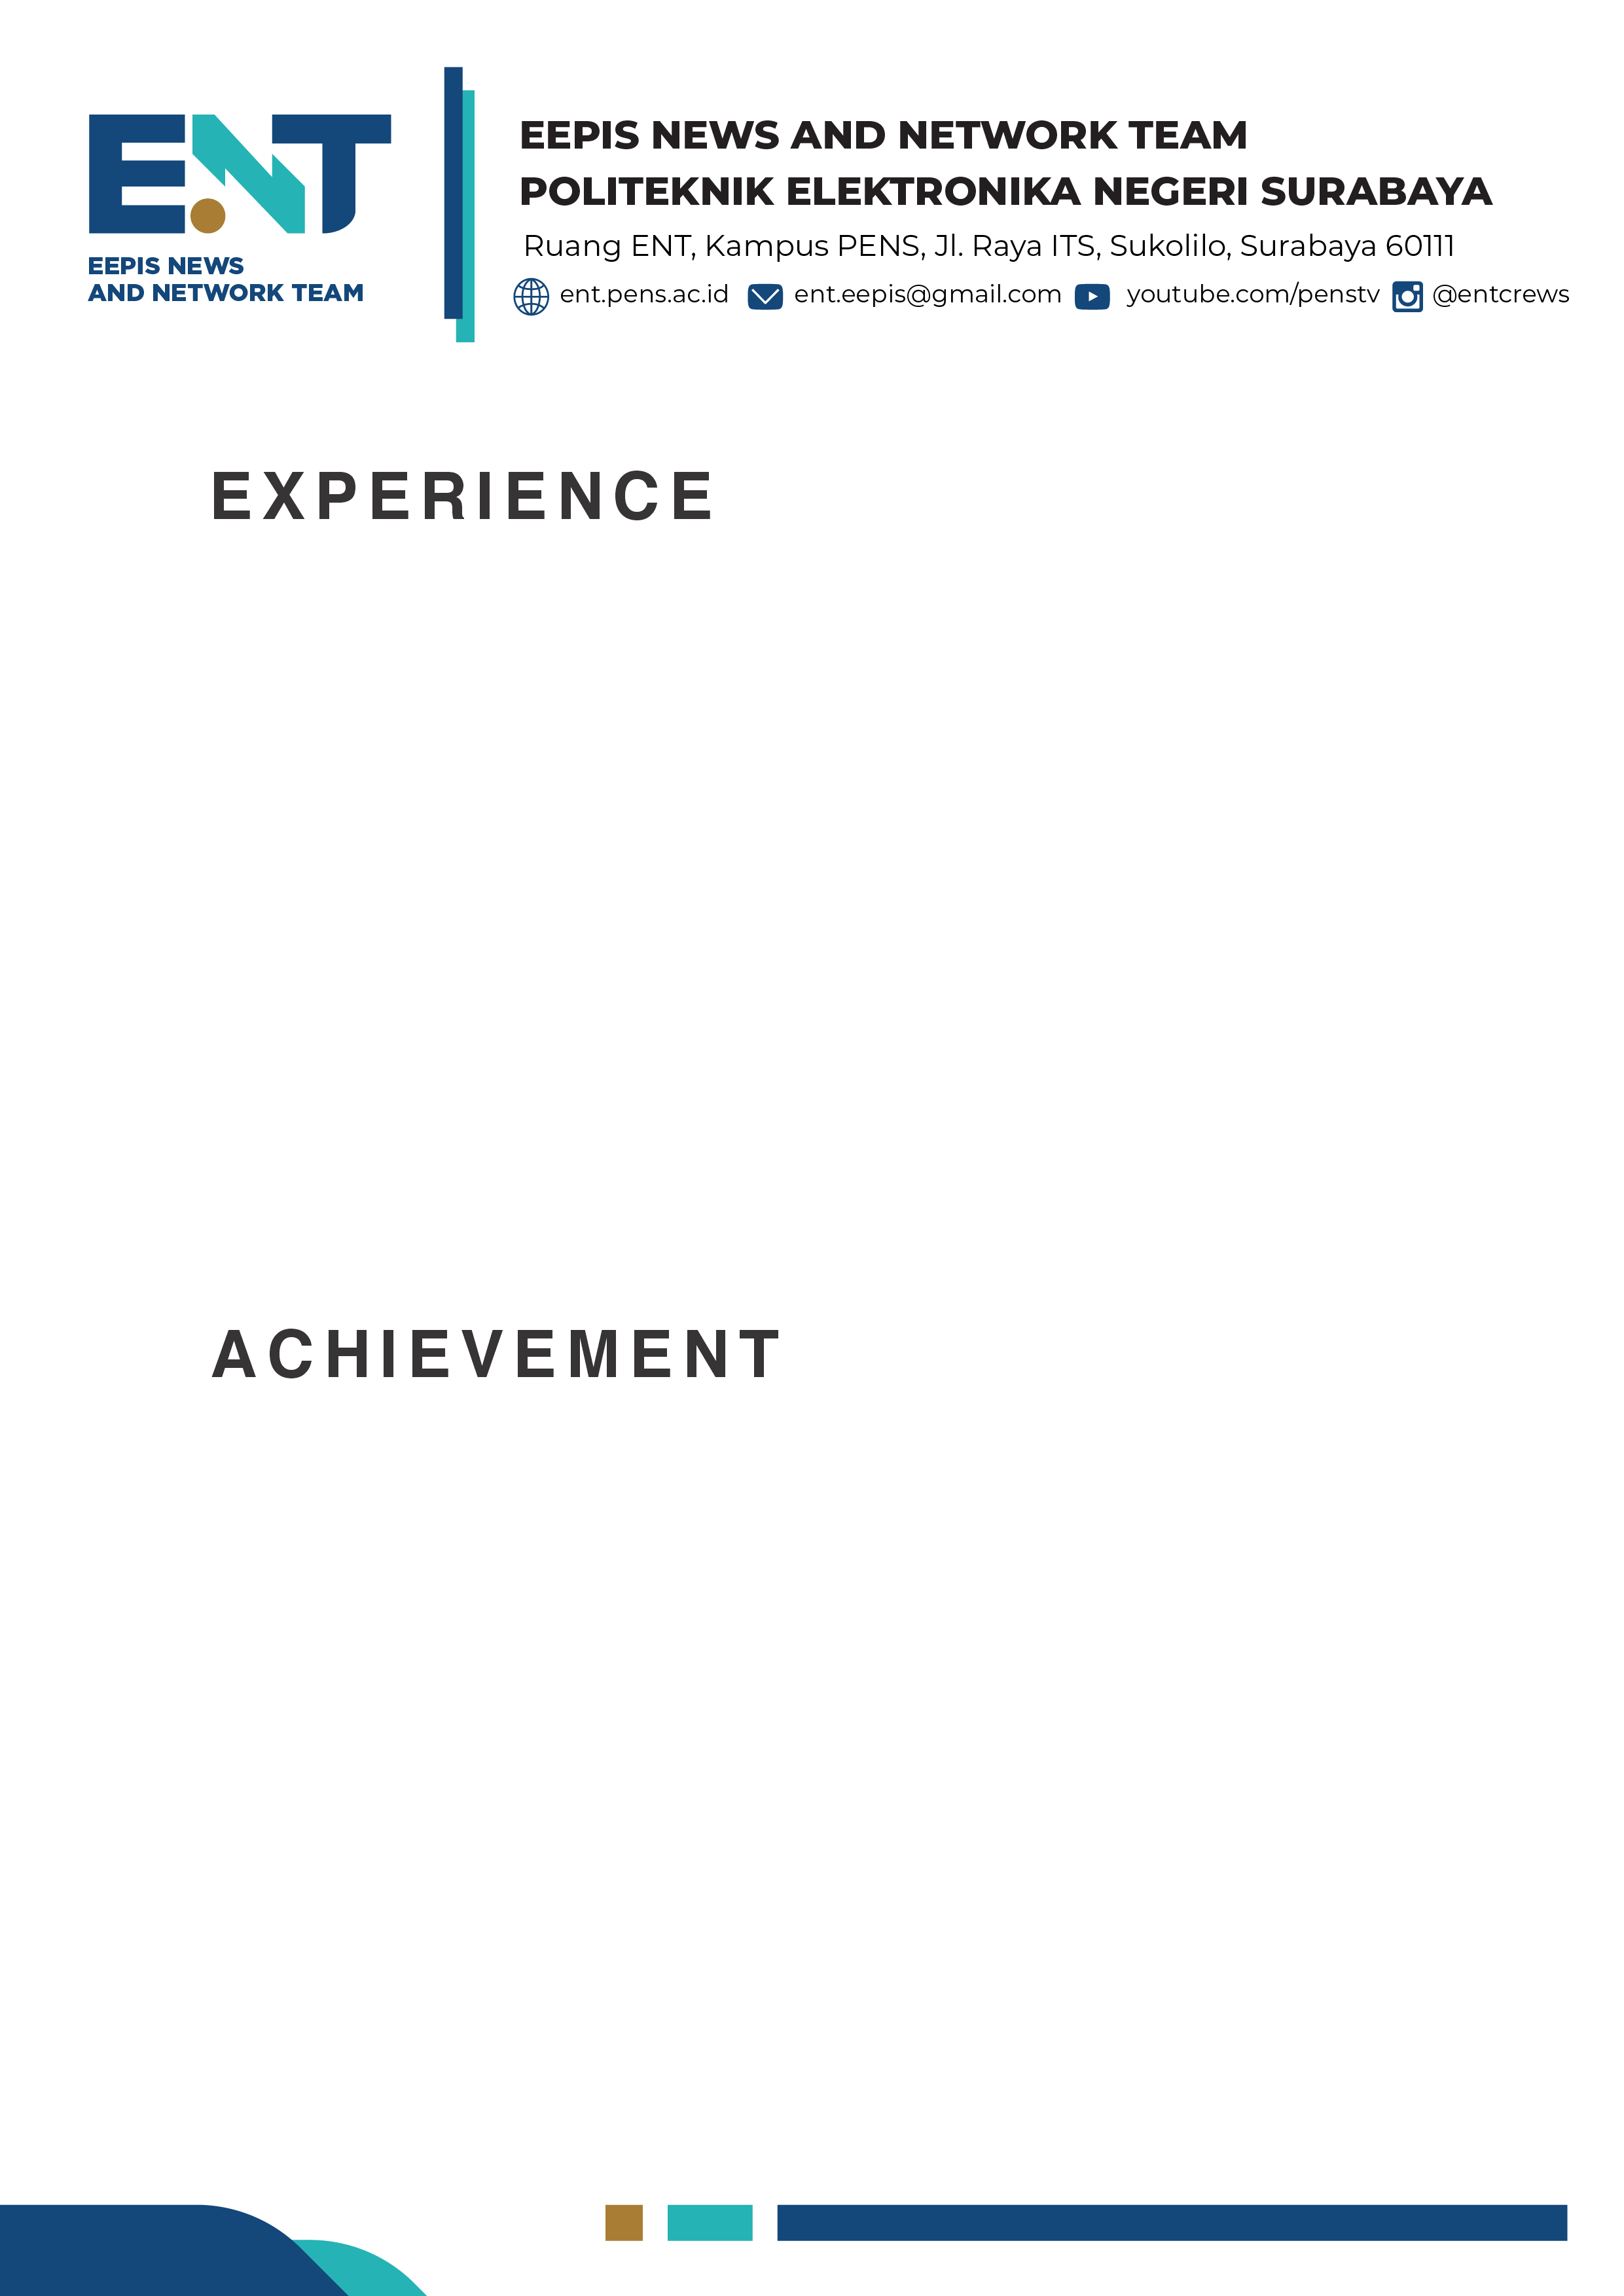 ENT
EEPIS NEWS
AND NETWORK TEAM
EEPIS NEWS AND NETWORK TEAM
POLITEKNIK ELEKTRONIKA NEGERI SURABAYA
Ruang ENT, Kampus PENS, Jl. Raya ITS, Sukolilo, Surabaya 60111
ent.pens.ac.id ent.eepis@gmail.com youtube.com/penstv @entcrews
EXPERIENCE
ACHIEVEMENT